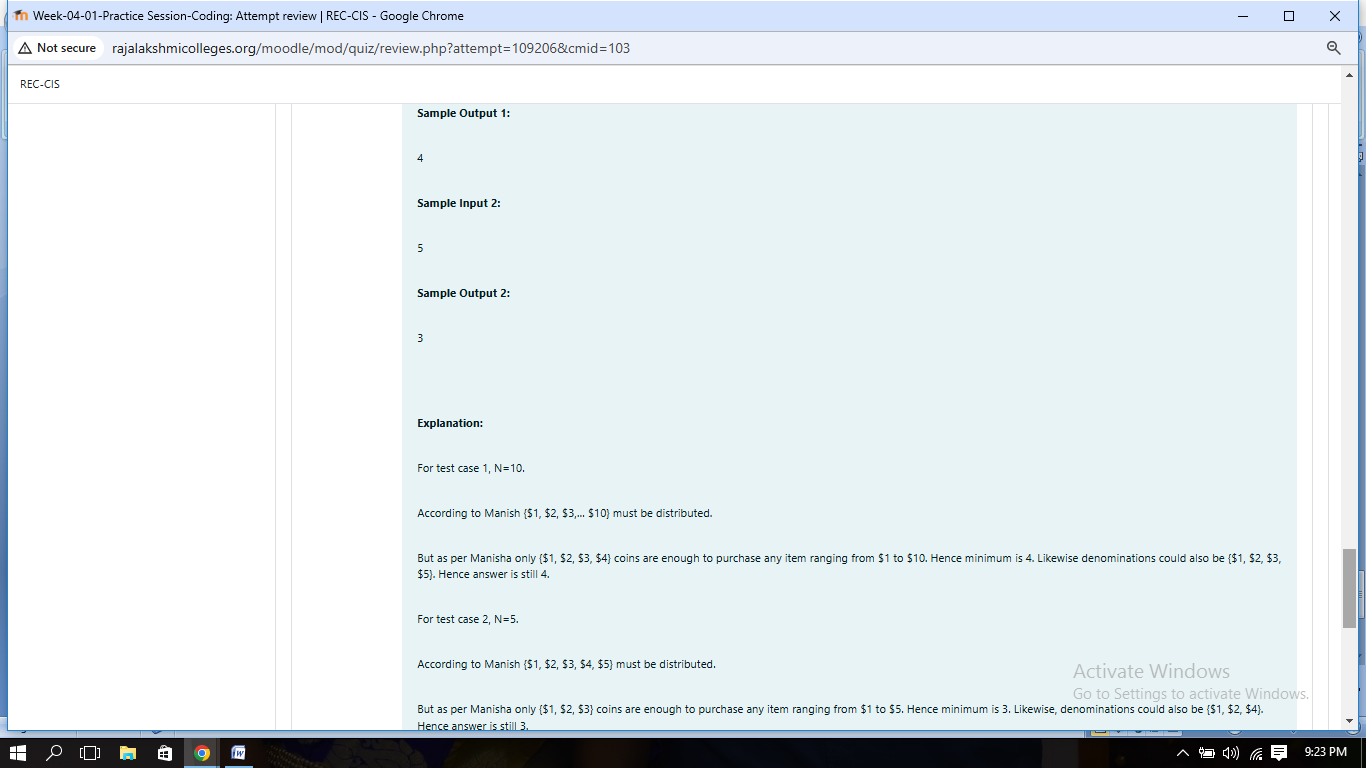 Week-04-01-Practice Session-Coding: Attempt review | REC-CIS - Google Chrome
Not secure rajalakshmicolleges.org/moodle/mod/quiz/review.php?attempt=109206&cmid=103
REC-CIS
Sample Output 1:
4
Sample Input 2:
5
Sample Output 2:
3
Explanation:
For test case 1, N=10.
According to Manish {$1, $2, $3,... $10} must be distributed.
But as per Manisha only {$1, $2, $3, $4} coins are enough to purchase any item ranging from $1 to $10. Hence minimum is 4. Likewise denominations could also be {$1, $2, $3,
$5}. Hence answer is still 4.
For test case 2, N=5.
According to Manish {$1, $2, $3, $4, $5} must be distributed.
But as per Manisha only {$1, $2, $3} coins are enough to purchase any item ranging from $1 to $5. Hence minimum is 3. Likewise, denominations could also be {$1, $2, $4}.
Hence answer is still 3.
Activate Windows
Go to Settings to activate Windows.
9:23 PM